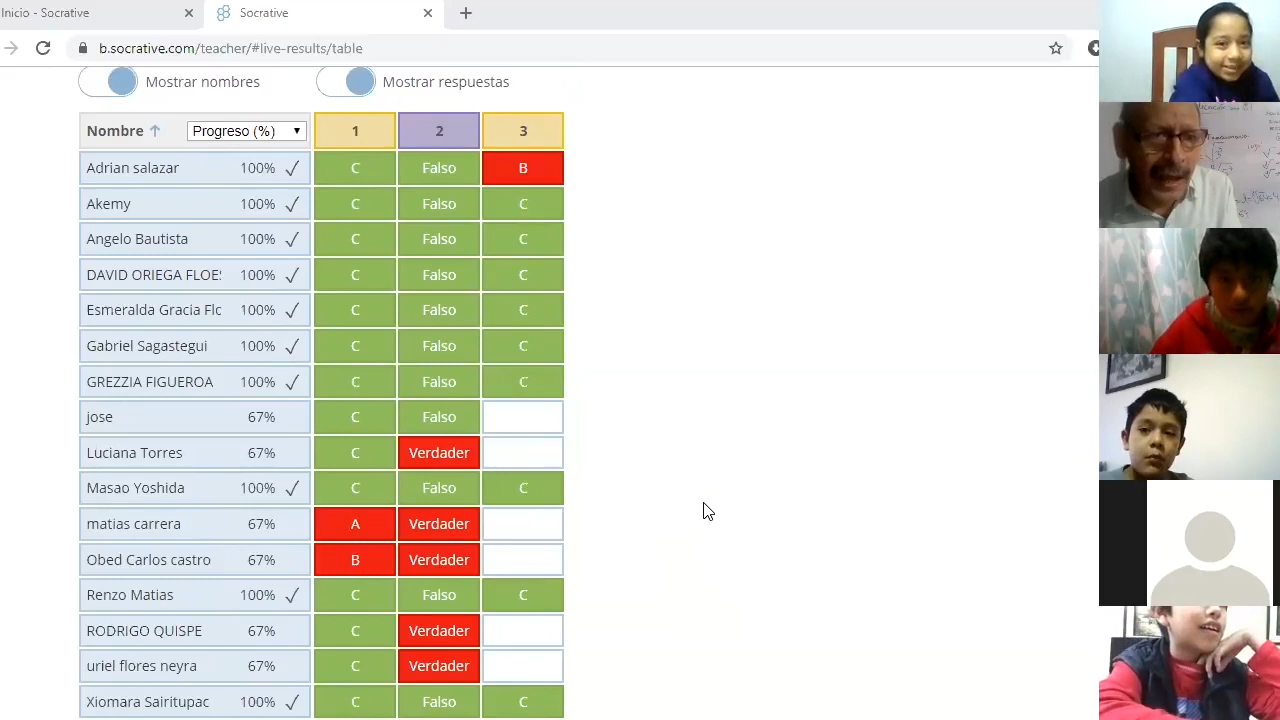 Inicio - Socrative × Socrative × +
b.socrative.com/teacher/#live-results/table
Mostrar nombres Mostrar respuestas
Nombre ↑ Progreso (%) 1 2 3
Adrian salazar 100% ✓ C Falso B
Akemy 100% ✓ C Falso C
Angelo Bautista 100% ✓ C Falso C
DAVID ORIEGA FLOE 100% ✓ C Falso C
Esmeralda Gracia Flo 100% ✓ C Falso C
Gabriel Sagastegui 100% ✓ C Falso C
GREZZIA FIGUEROA 100% ✓ C Falso C
jose 67% C Falso
Luciana Torres 67% C Verdader
Masao Yoshida 100% ✓ C Falso C
matias carrera 67% A Verdader
Obed Carlos castro 67% B Verdader
Renzo Matias 100% ✓ C Falso C
RODRIGO QUISPE 67% C Verdader
uriel flores neyra 67% C Verdader
Xiomara Sairitupac 100% ✓ C Falso C